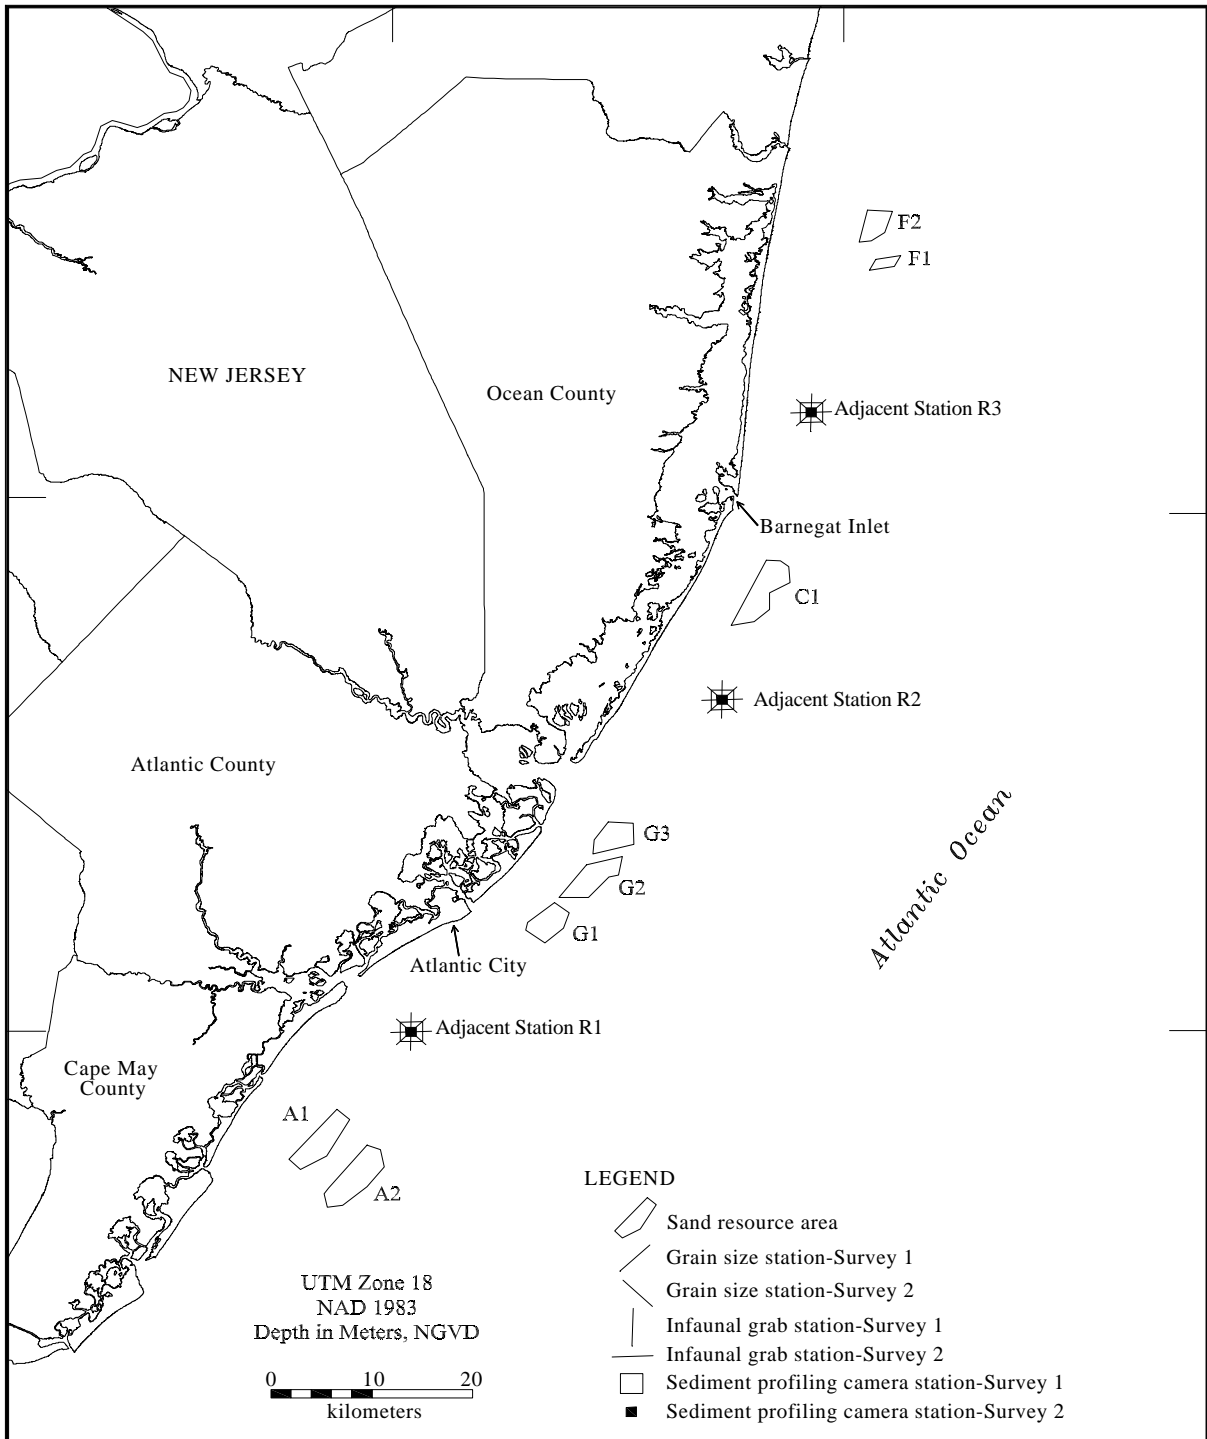 F2
F1
NEW JERSEY
Ocean County
Adjacent Station R3
Barnegat Inlet
C1
Adjacent Station R2
Atlantic County
Atlantic Ocean
G3
G2
G1
Atlantic City
Adjacent Station R1
Cape May
County
A1
A2
LEGEND
Sand resource area
Grain size station-Survey 1
Grain size station-Survey 2
Infaunal grab station-Survey 1
Infaunal grab station-Survey 2
Sediment profiling camera station-Survey 1
Sediment profiling camera station-Survey 2
UTM Zone 18
NAD 1983
Depth in Meters, NGVD
0 10 20
kilometers